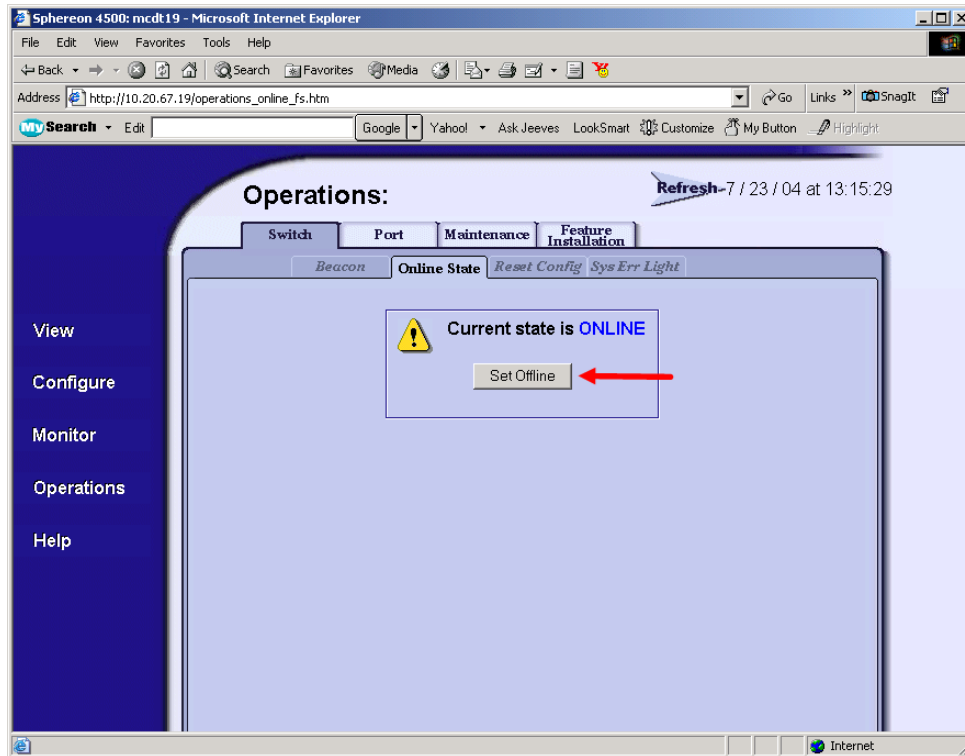 Sphereon 4500: mcdt19 - Microsoft Internet Explorer
File Edit View Favorites Tools Help
Back Search Favorites Media
Address http://10.20.67.19/operations_online_fs.htm Go Links » SnagIt
My Search Edit Google Yahoo! Ask Jeeves LookSmart Customize My Button Highlight
Operations: Refresh-7 / 23 / 04 at 13:15:29
Switch Port Maintenance Feature Installation
Beacon Online State Reset Config Sys Err Light
Current state is ONLINE
Set Offline
View
Configure
Monitor
Operations
Help
Internet